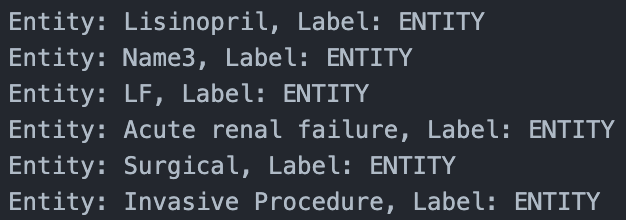 Entity: Lisinopril, Label: ENTITY
Entity: Name3, Label: ENTITY
Entity: LF, Label: ENTITY
Entity: Acute renal failure, Label: ENTITY
Entity: Surgical, Label: ENTITY
Entity: Invasive Procedure, Label: ENTITY